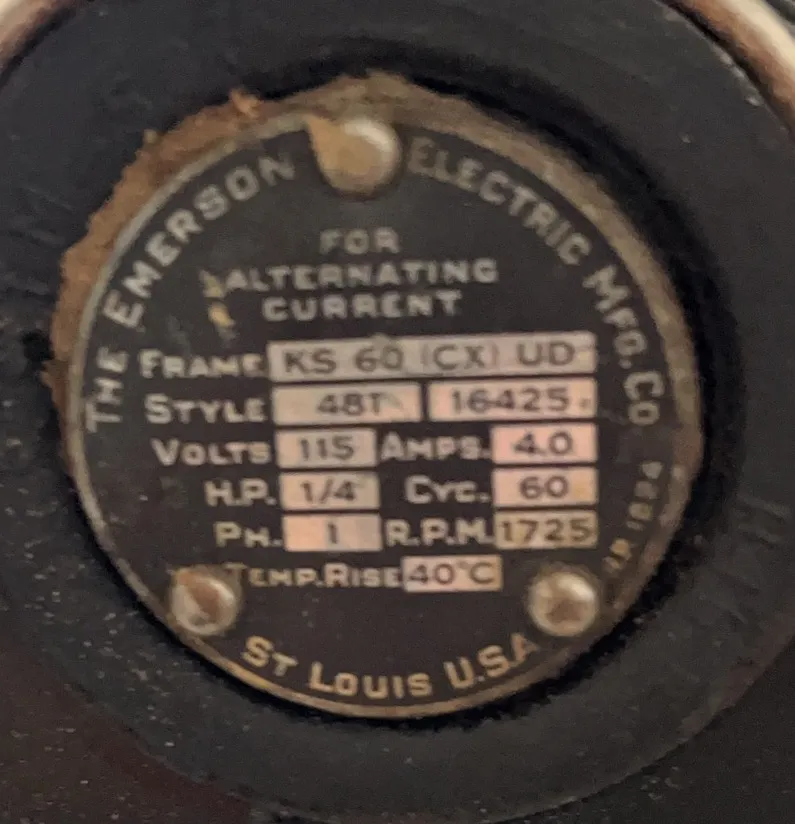 THE EMERSON ELECTRIC MFG. CO.
FOR
ALTERNATING
CURRENT
FRAME KS 60 (CX) UD
STYLE 48T 16425
VOLTS 115 AMPS. 4.0
H.P. 1/4 CYC. 60
PH. 1 R.P.M. 1725
TEMP. RISE 40°C
ST LOUIS U.S.A